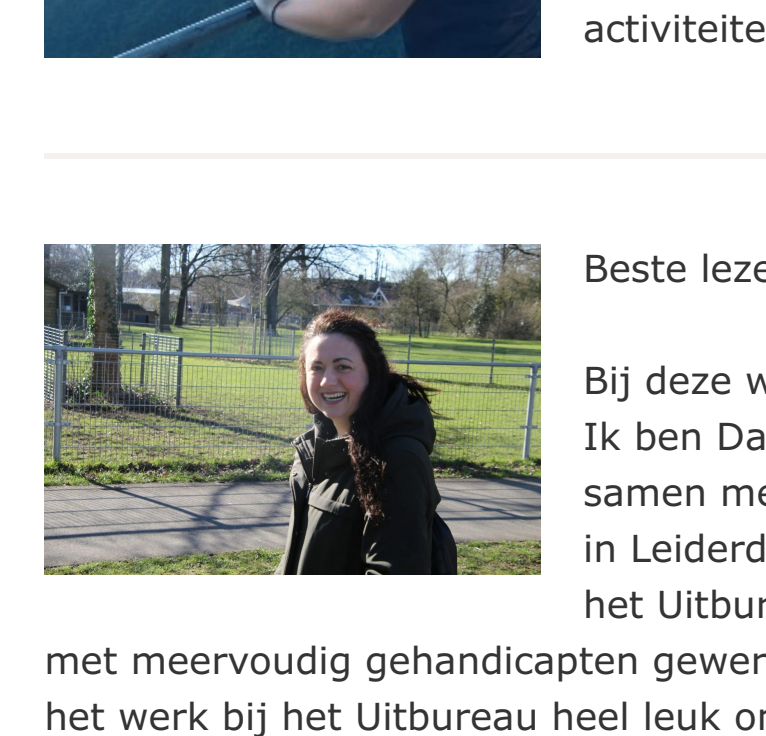 activiteite
Beste leze
Bij deze w
Ik ben Da
samen me
in Leiderd
het Uitbur
met meervoudig gehandicapten gewer
het werk bij het Uitbureau heel leuk or